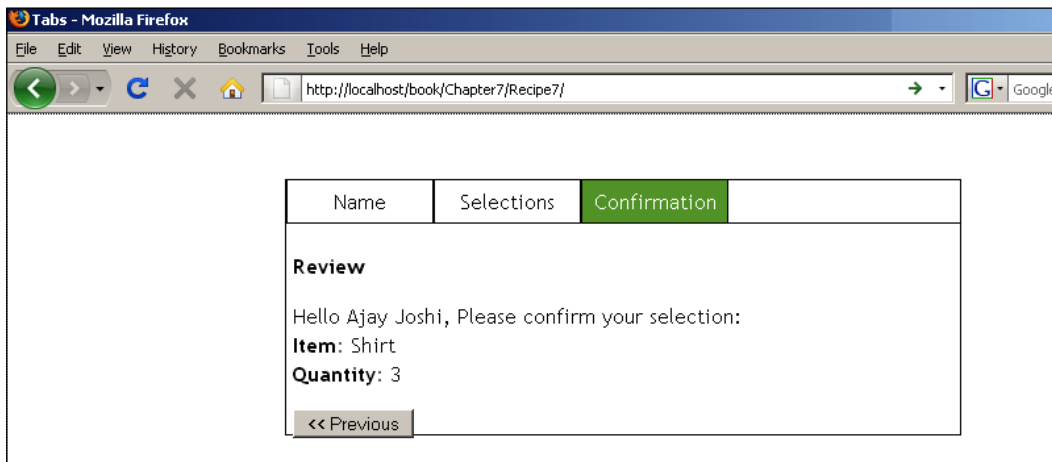 Tabs - Mozilla Firefox
File Edit View History Bookmarks Tools Help
http://localhost/book/Chapter7/Recipe7/ G Google
Name Selections Confirmation
Review
Hello Ajay Joshi, Please confirm your selection:
Item: Shirt
Quantity: 3
<< Previous